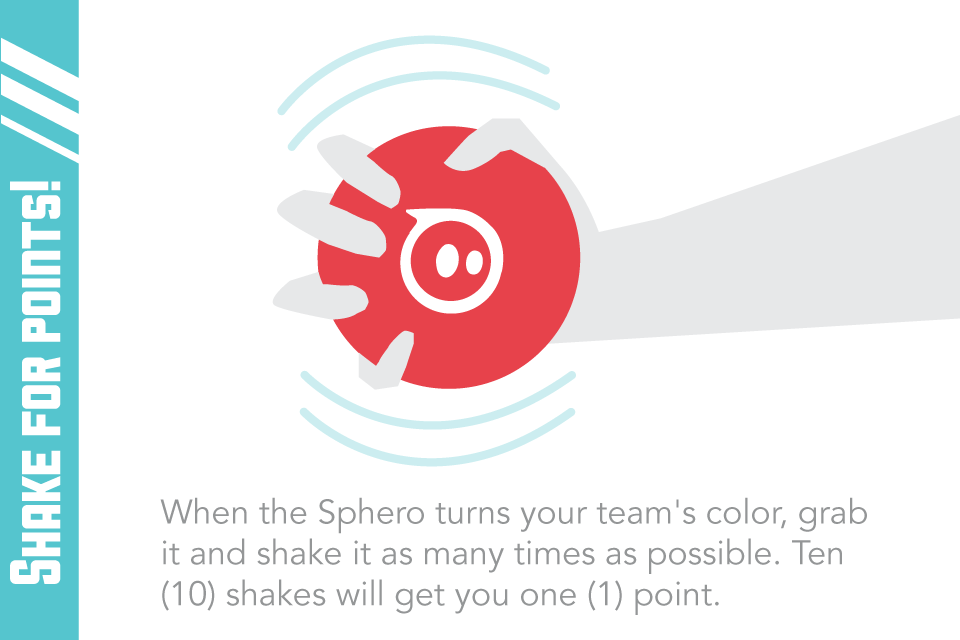 Shake for points!
When the Sphero turns your team's color, grab
it and shake it as many times as possible. Ten
(10) shakes will get you one (1) point.